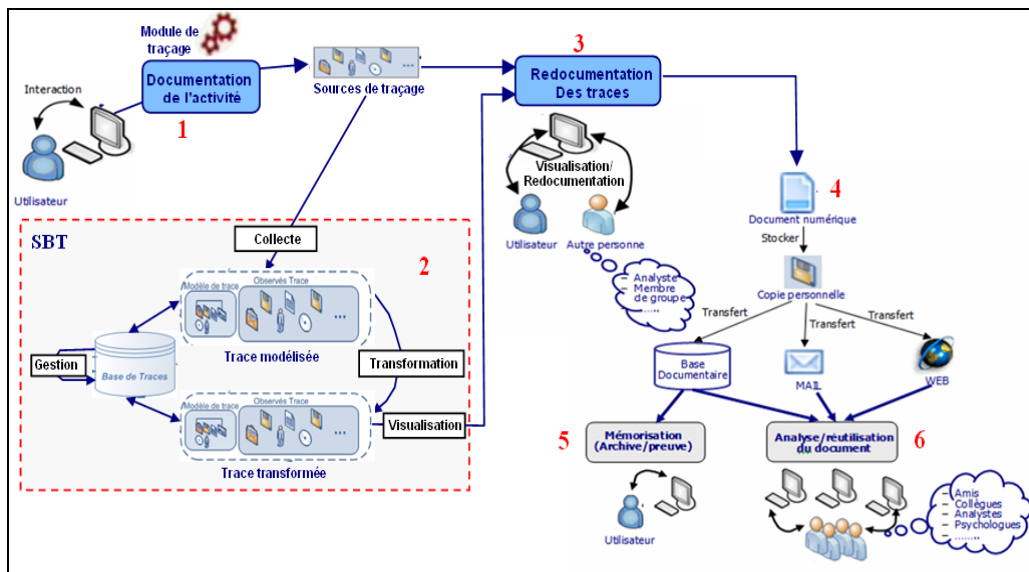 Module de
traçage
Interaction
Documentation
de l'activité
1
Utilisateur
...
Sources de traçage
3
Redocumentation
Des traces
Visualisation/
Redocumentation
Utilisateur
Autre personne
– Analyste
– Membre
de groupe
......
4
Document numérique
Stocker
Copie personnelle
Transfert
Transfert
Transfert
Base
Documentaire
MAIL
WEB
SBT
2
Collecte
Modèle de trace
Observés Trace
...
Trace modélisée
Gestion
Base de Traces
Transformation
Modèle de trace
Observés Trace
...
Visualisation
Trace transformée
5
Mémorisation
(Archive/preuve)
Utilisateur
Analyse/réutilisation
du document
6
– Amis
– Collègues
– Analystes
– Psychologues
– ........